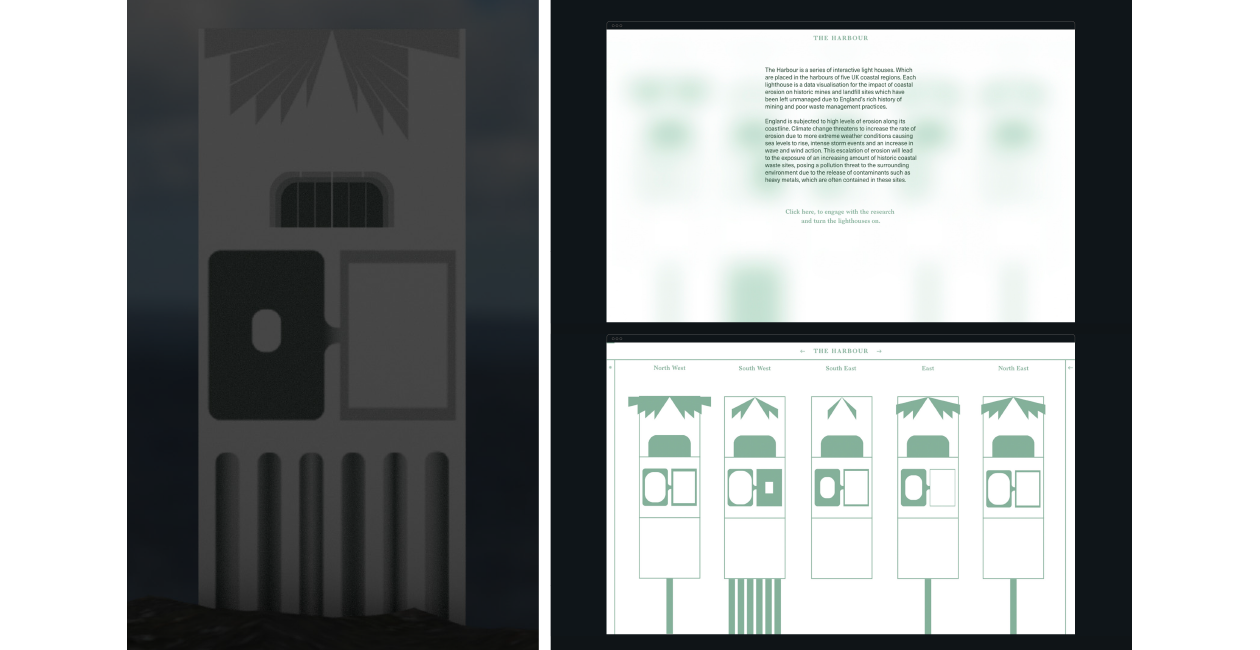 THE HARBOUR
The Harbour is a series of interactive light houses. Which
are placed in the harbours of five UK coastal regions. Each
lighthouse is a data visualisation for the impact of coastal
erosion on historic mines and landfill sites which have
been left unmanaged due to England's rich history of
mining and poor waste management practices.
England is subjected to high levels of erosion along its
coastline. Climate change threatens to increase the rate of
erosion due to more extreme weather conditions causing
sea levels to rise, intense storm events and an increase in
wave and wind action. This escalation of erosion will lead
to the exposure of an increasing amount of historic coastal
waste sites, posing a pollution threat to the surrounding
environment due to the release of contaminants such as
heavy metals, which are often contained in these sites.
Click here, to engage with the research
and turn the lighthouses on.
← THE HARBOUR →
North West South West South East East North East